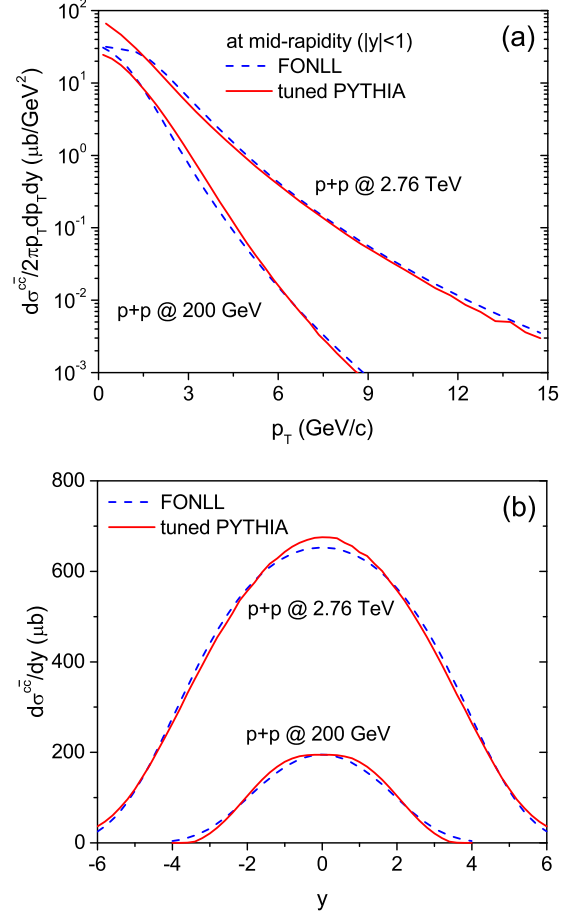 (a)
at mid-rapidity (|y|<1)
FONLL
tuned PYTHIA
p+p @ 2.76 TeV
p+p @ 200 GeV
dσ^{cc̄}/2πp_Tdp_Tdy (μb/GeV²)
10²
10¹
10⁰
10⁻¹
10⁻²
10⁻³
0 3 6 9 12 15
p_T (GeV/c)
(b)
FONLL
tuned PYTHIA
p+p @ 2.76 TeV
p+p @ 200 GeV
dσ^{cc̄}/dy (μb)
800
600
400
200
0
-6 -4 -2 0 2 4 6
y